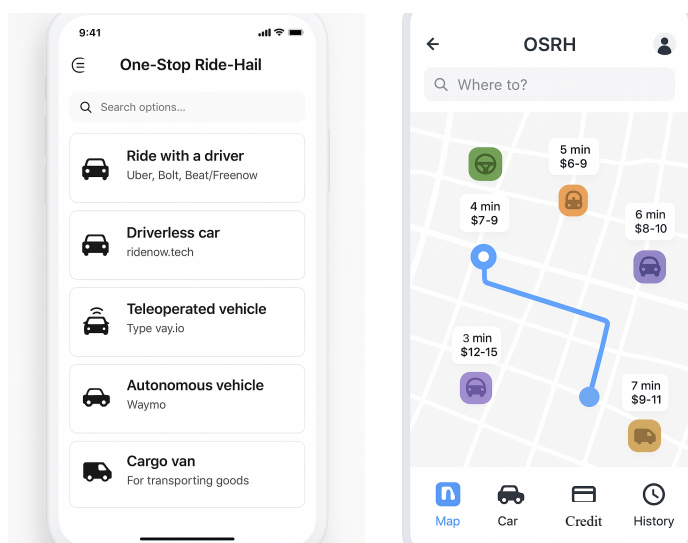 9:41
One-Stop Ride-Hail
Search options...
Ride with a driver
Uber, Bolt, Beat/Freenow
Driverless car
ridenow.tech
Teleoperated vehicle
Type vay.io
Autonomous vehicle
Waymo
Cargo van
For transporting goods
OSRH
Where to?
5 min
$6-9
4 min
$7-9
6 min
$8-10
3 min
$12-15
7 min
$9-11
Map
Car
Credit
History